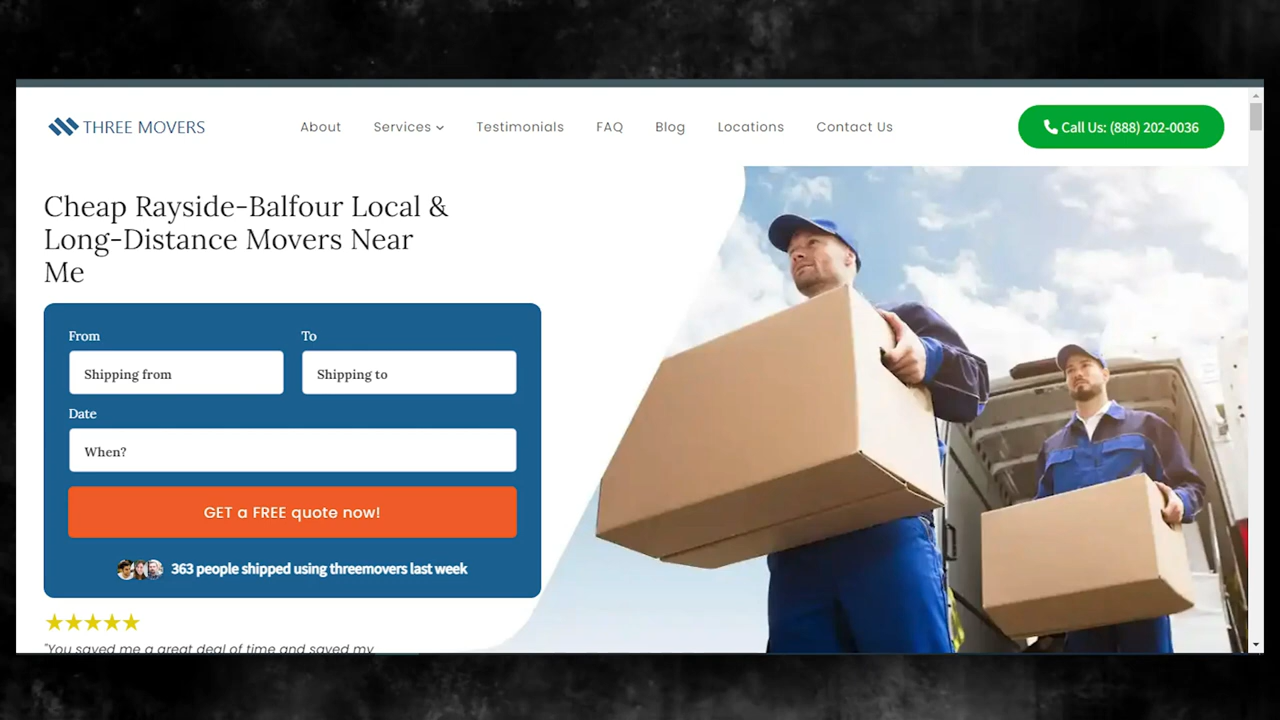 THREE MOVERS
About
Services
Testimonials
FAQ
Blog
Locations
Contact Us
Call Us: (888) 202-0036
Cheap Rayside-Balfour Local &
Long-Distance Movers Near
Me
From
To
Shipping from
Shipping to
Date
When?
GET a FREE quote now!
363 people shipped using threemovers last week
"You saved me a great deal of time and saved my